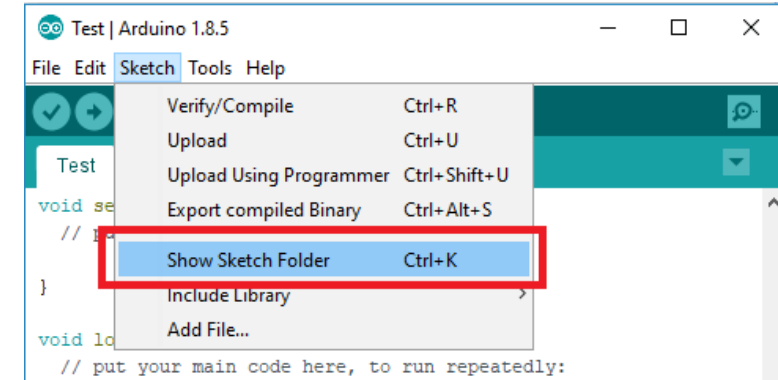 Test | Arduino 1.8.5
File Edit Sketch Tools Help
Verify/Compile Ctrl+R
Upload Ctrl+U
Test
Upload Using Programmer Ctrl+Shift+U
void se
Export compiled Binary Ctrl+Alt+S
//
Show Sketch Folder Ctrl+K
}
Include Library
Add File...
void lo
// put your main code here, to run repeatedly: